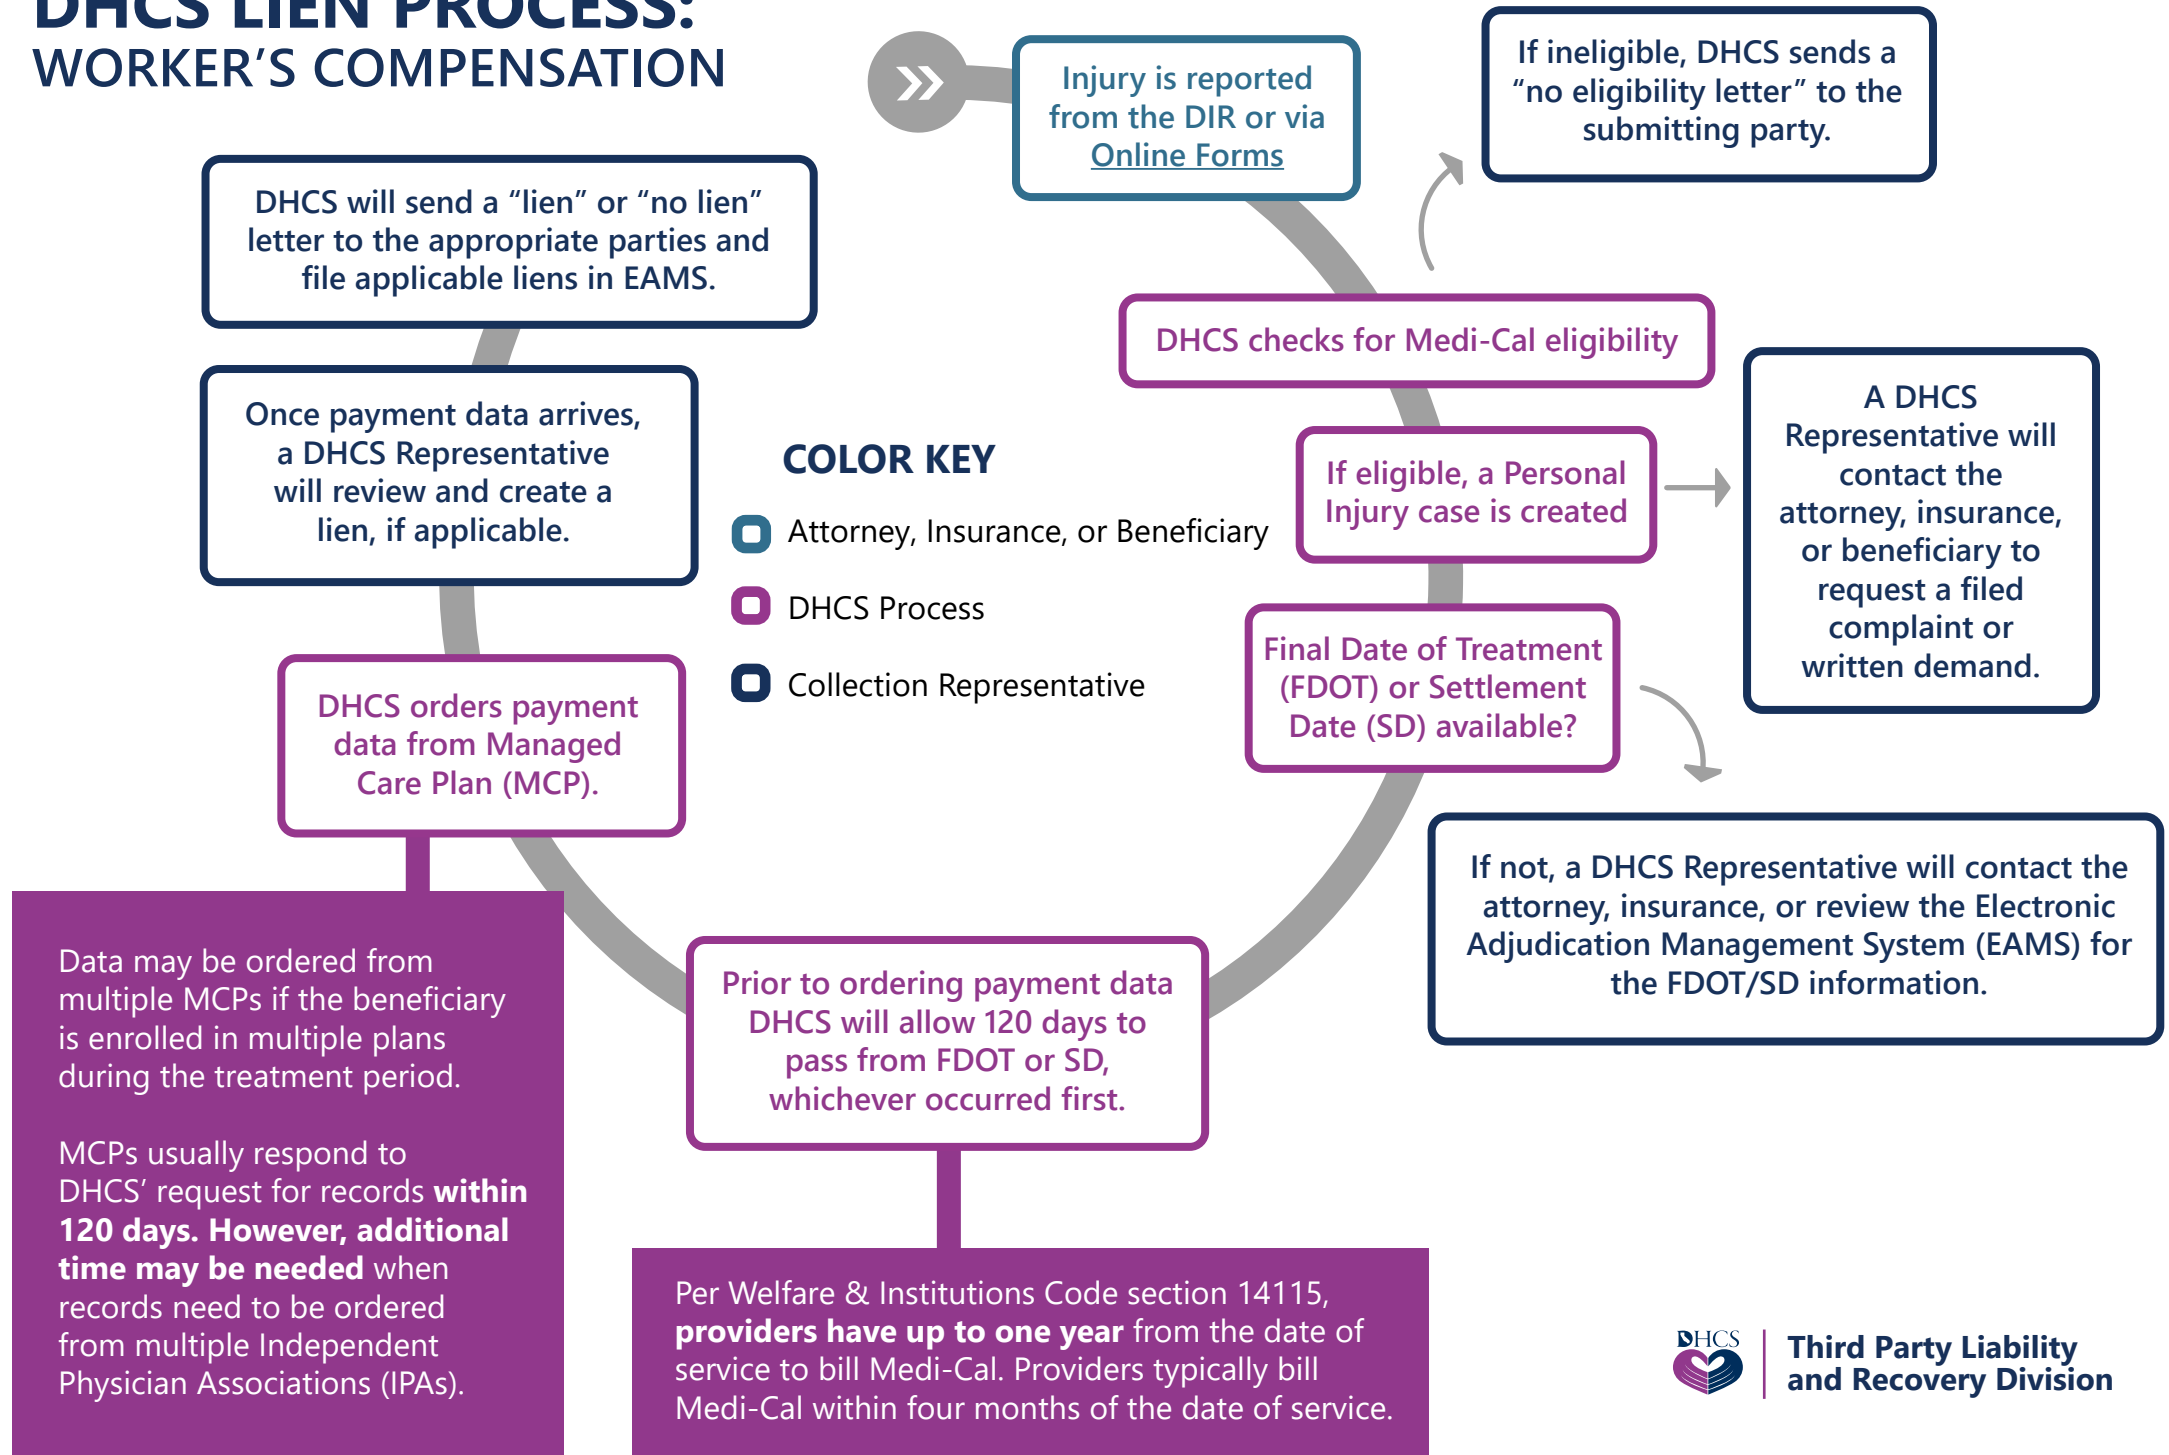 DHCS LIEN PROCESS:
WORKER’S COMPENSATION
Injury is reported
from the DIR or via
Online Forms
If ineligible, DHCS sends a
“no eligibility letter” to the
submitting party.
DHCS checks for Medi-Cal eligibility
If eligible, a Personal
Injury case is created
A DHCS
Representative will
contact the
attorney, insurance,
or beneficiary to
request a filed
complaint or
written demand.
Final Date of Treatment
(FDOT) or Settlement
Date (SD) available?
If not, a DHCS Representative will contact the
attorney, insurance, or review the Electronic
Adjudication Management System (EAMS) for
the FDOT/SD information.
Prior to ordering payment data
DHCS will allow 120 days to
pass from FDOT or SD,
whichever occurred first.
Per Welfare & Institutions Code section 14115,
providers have up to one year from the date of
service to bill Medi-Cal. Providers typically bill
Medi-Cal within four months of the date of service.
DHCS orders payment
data from Managed
Care Plan (MCP).
Data may be ordered from
multiple MCPs if the beneficiary
is enrolled in multiple plans
during the treatment period.
MCPs usually respond to
DHCS’ request for records within
120 days. However, additional
time may be needed when
records need to be ordered
from multiple Independent
Physician Associations (IPAs).
Once payment data arrives,
a DHCS Representative
will review and create a
lien, if applicable.
DHCS will send a “lien” or “no lien”
letter to the appropriate parties and
file applicable liens in EAMS.
COLOR KEY
Attorney, Insurance, or Beneficiary
DHCS Process
Collection Representative
DHCS
Third Party Liability
and Recovery Division